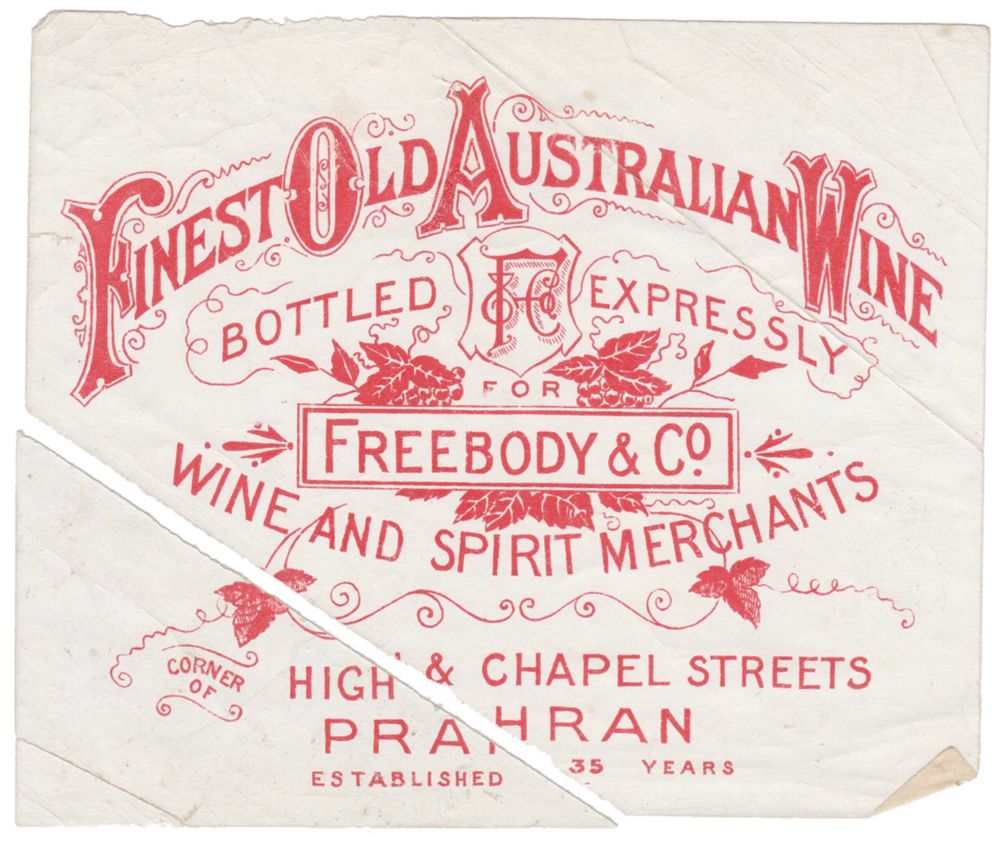 FINEST OLD AUSTRALIAN WINE
BOTTLED EXPRESSLY
FOR
FREEBODY & Co.
WINE AND SPIRIT MERCHANTS
CORNER OF
HIGH & CHAPEL STREETS
PRAHRAN
ESTABLISHED 35 YEARS